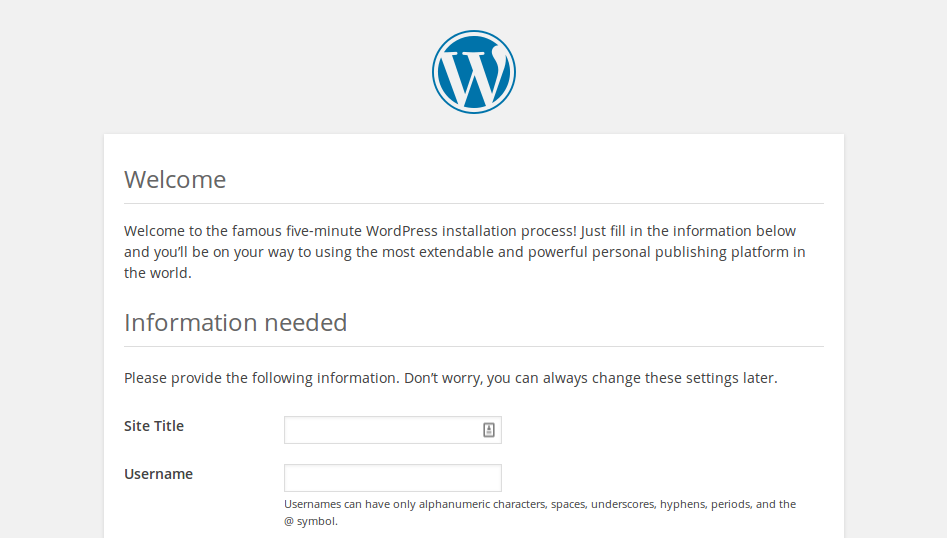 Welcome
Welcome to the famous five-minute WordPress installation process! Just fill in the information below
and you’ll be on your way to using the most extendable and powerful personal publishing platform in
the world.
Information needed
Please provide the following information. Don’t worry, you can always change these settings later.
Site Title
Username
Usernames can have only alphanumeric characters, spaces, underscores, hyphens, periods, and the
@ symbol.